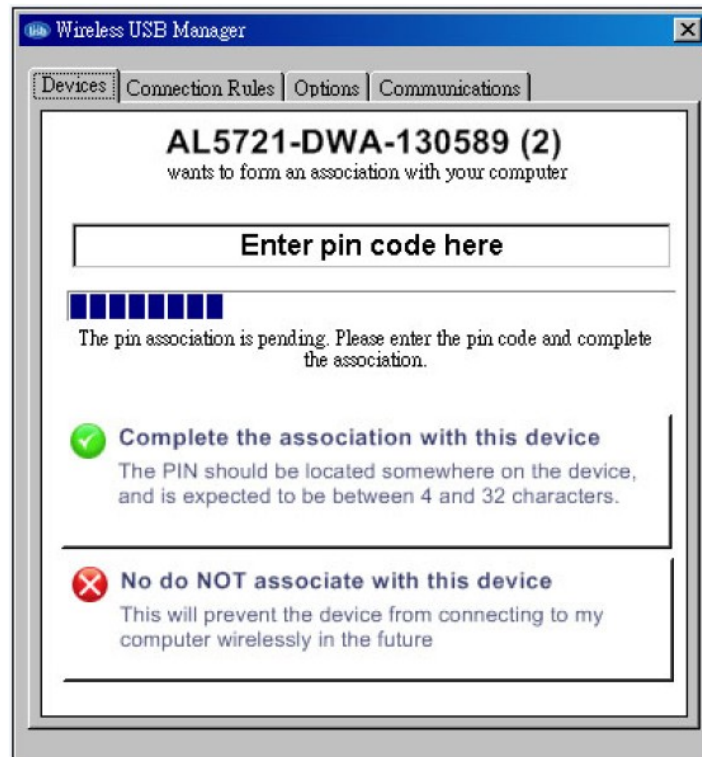 Wireless USB Manager
Devices Connection Rules Options Communications
AL5721-DWA-130589 (2)
wants to form an association with your computer
Enter pin code here
The pin association is pending. Please enter the pin code and complete
the association.
Complete the association with this device
The PIN should be located somewhere on the device,
and is expected to be between 4 and 32 characters.
No do NOT associate with this device
This will prevent the device from connecting to my
computer wirelessly in the future